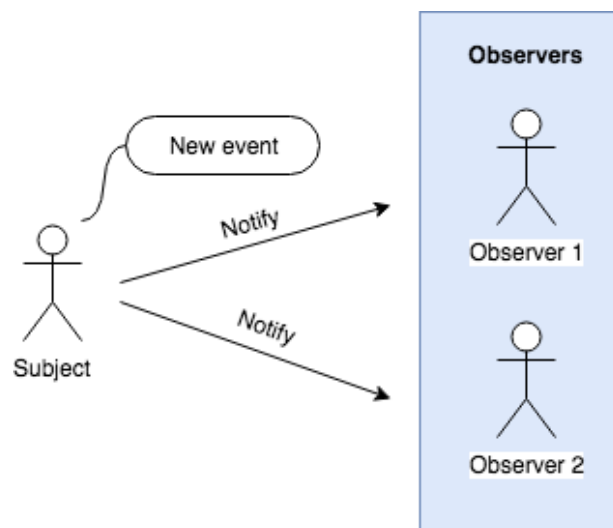 Observers
New event
Notify
Observer 1
Notify
Subject
Observer 2